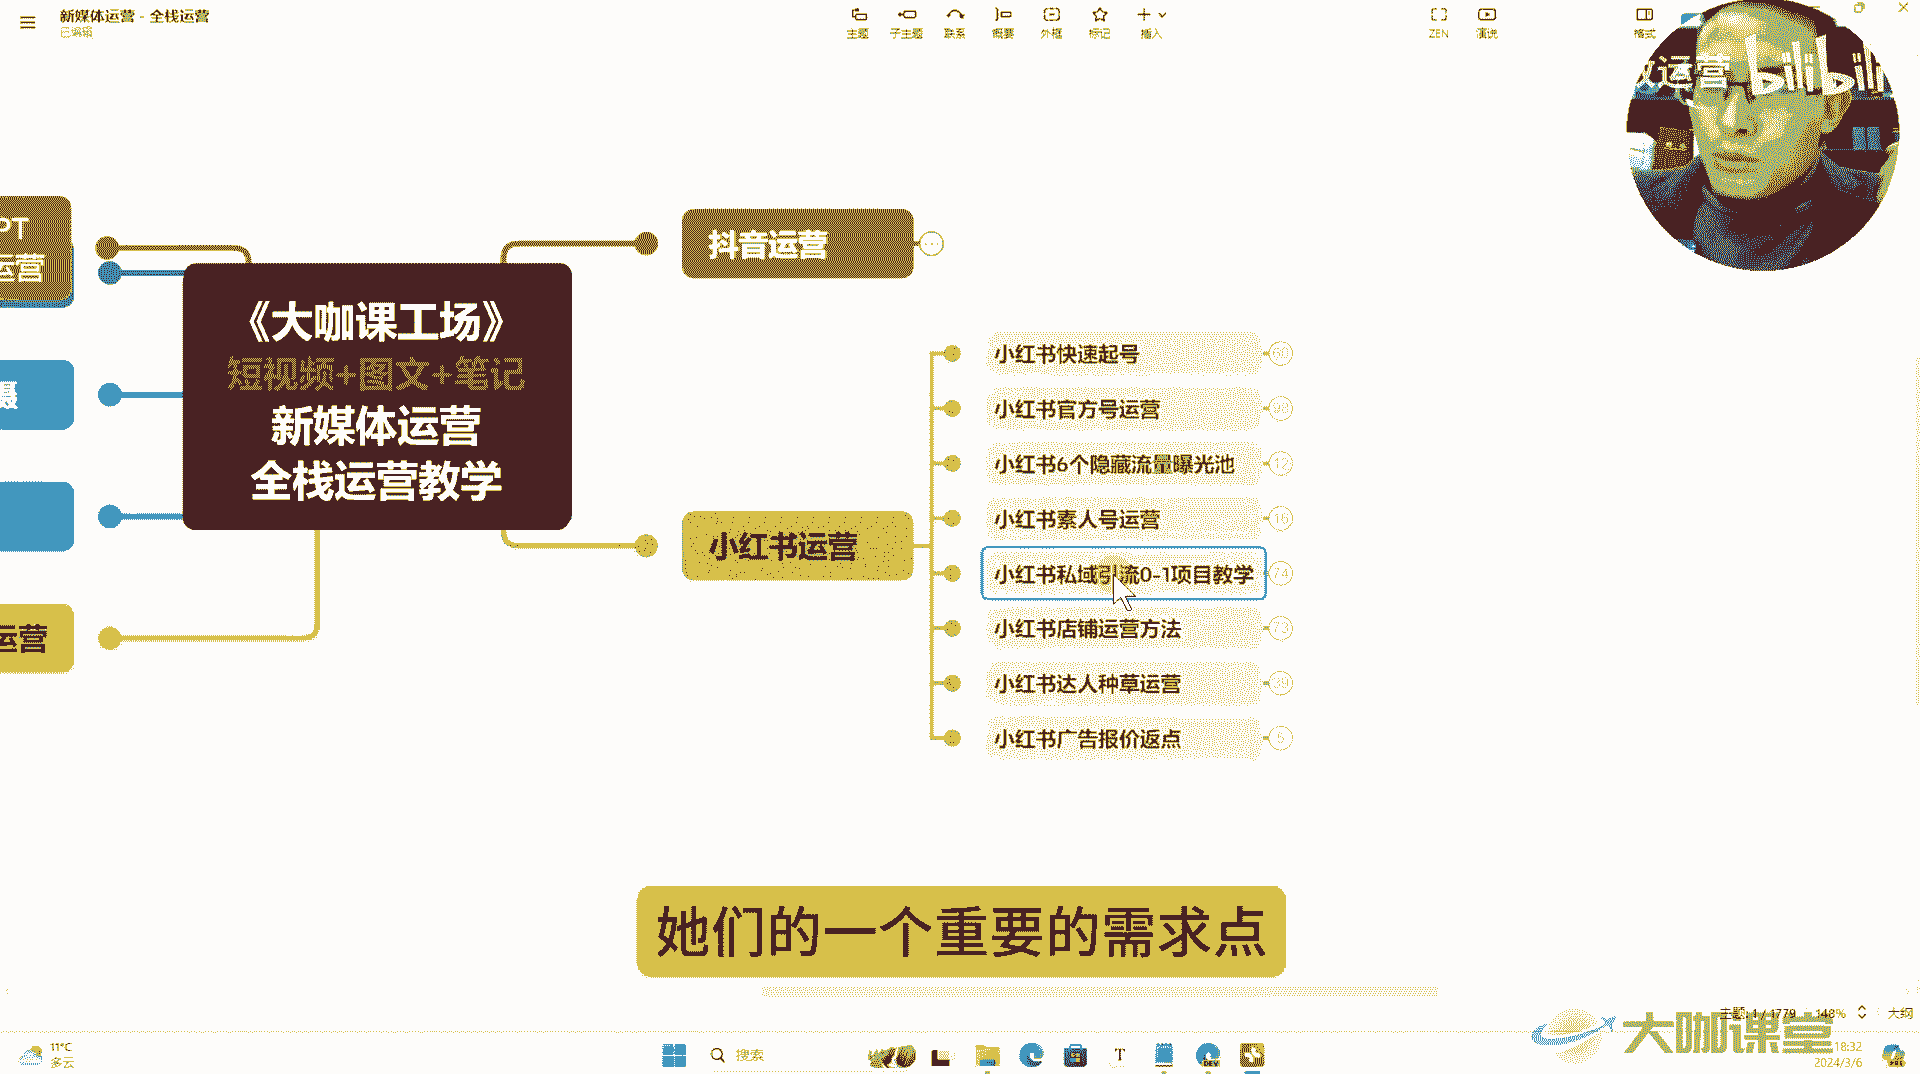 新媒体运营 - 全栈运营
已编辑
主题
子主题
联系
概要
外框
标记
插入
ZEN
演说
格式
运营 bilibili
PT
运营
摄
运营
《大咖课工场》
短视频+图文+笔记
新媒体运营
全栈运营教学
抖音运营
小红书运营
小红书快速起号
60
小红书官方号运营
98
小红书6个隐藏流量曝光池
12
小红书素人号运营
16
小红书私域引流0-1项目教学
74
小红书店铺运营方法
73
小红书达人种草运营
39
小红书广告报价返点
5
她们的一个重要的需求点
主题: 1 / 1779
148%
大纲
大咖课堂
11°C
多云
搜索
18:32
2024/3/6